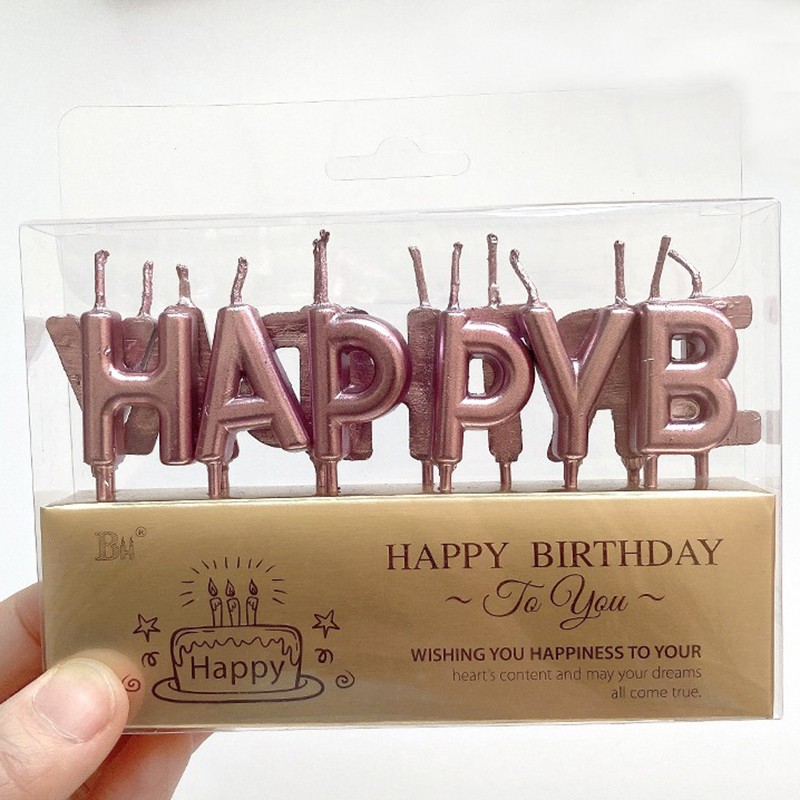 HAPPYB
BH®
HAPPY BIRTHDAY
~ To You ~
WISHING YOU HAPPINESS TO YOUR
heart's content and may your dreams
all come true.
Happy